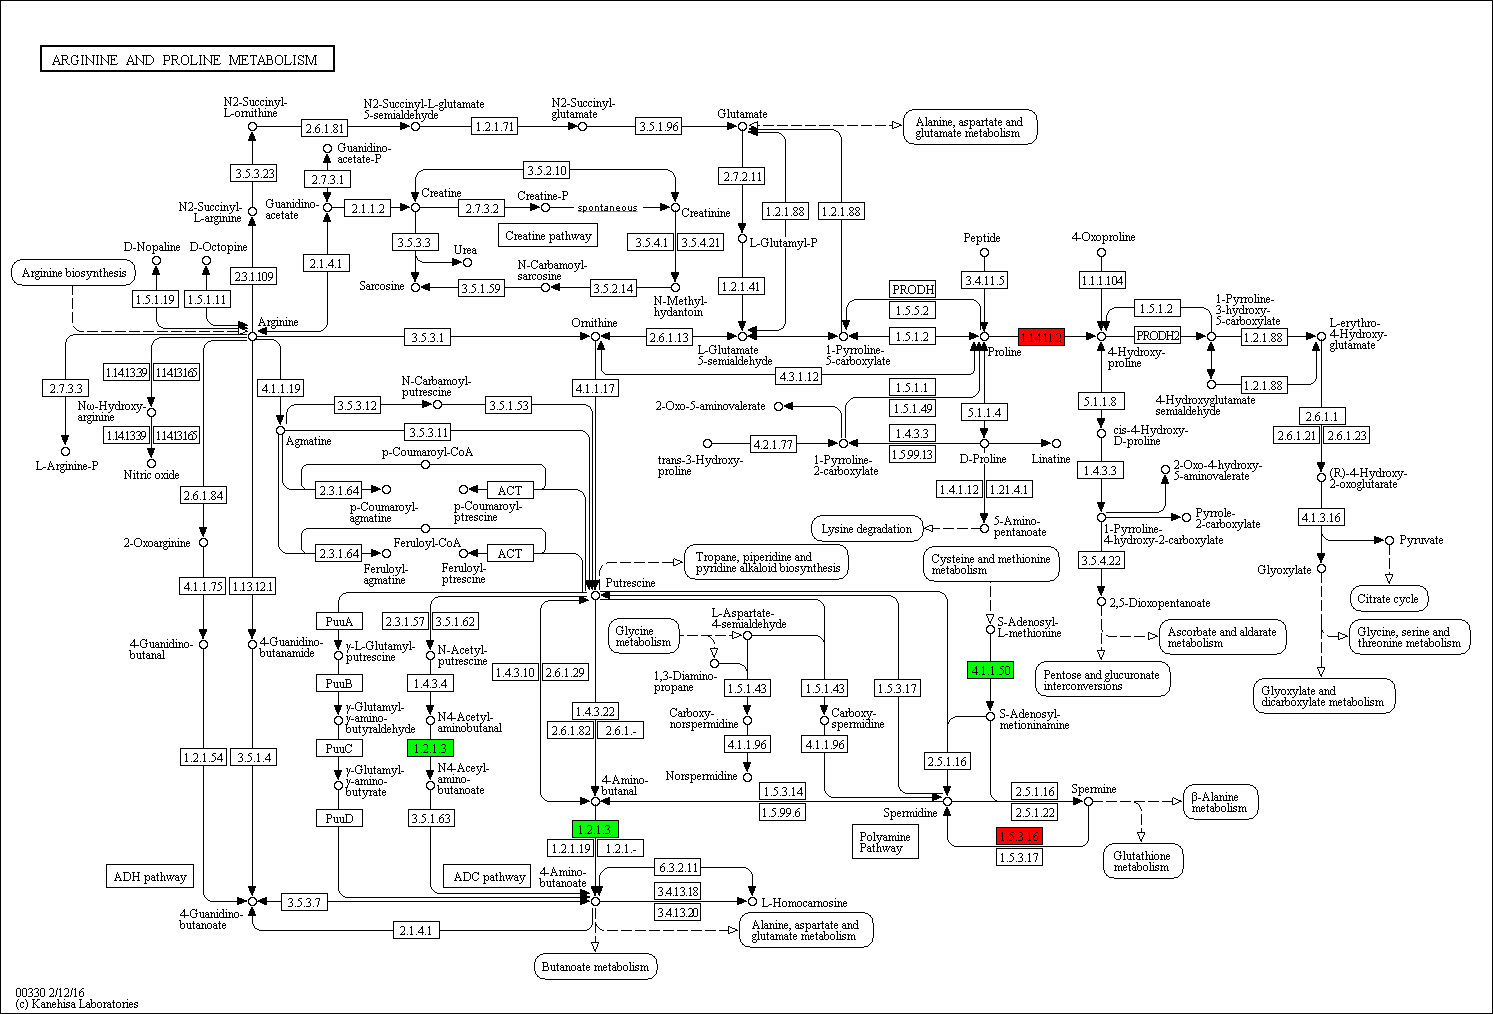 ARGININE AND PROLINE METABOLISM
N2-Succinyl-
L-ornithine
2.6.1.81
N2-Succinyl-L-glutamate
5-semialdehyde
1.2.1.71
N2-Succinyl-
glutamate
3.5.1.96
Glutamate
Alanine, aspartate and
glutamate metabolism
Guanidino-
acetate-P
3.5.3.23
2.7.3.1
3.5.2.10
2.7.2.11
N2-Succinyl-
L-arginine
Guanidino-
acetate
2.1.1.2
Creatine
2.7.3.2
Creatine-P
spontaneous
Creatinine
1.2.1.88
1.2.1.88
D-Nopaline
D-Octopine
3.5.3.3
Urea
Creatine pathway
3.5.4.1
3.5.4.21
L-Glutamyl-P
Peptide
4-Oxoproline
Arginine biosynthesis
2.3.1.109
2.1.4.1
N-Carbamoyl-
sarcosine
1.5.1.19
1.5.1.11
Sarcosine
3.5.1.59
3.5.2.14
N-Methyl-
hydantoin
1.2.1.41
PRODH
1.5.5.2
3.4.11.5
1.1.1.104
1.5.1.2
1-Pyrroline-
3-hydroxy-
5-carboxylate
L-erythro-
4-Hydroxy-
glutamate
Arginine
3.5.3.1
Ornithine
2.6.1.13
L-Glutamate
5-semialdehyde
1-Pyrroline-
5-carboxylate
1.5.1.2
Proline
1.14.11.2
4-Hydroxy-
proline
PRODH2
1.2.1.88
2.7.3.3
1.14.13.39
1.14.13.165
4.1.1.19
N-Carbamoyl-
putrescine
4.1.1.17
4.3.1.12
1.5.1.1
1.5.1.49
1.2.1.88
4-Hydroxyglutamate
semialdehyde
Nω-Hydroxy-
arginine
3.5.3.12
3.5.1.53
2-Oxo-5-aminovalerate
5.1.1.4
5.1.1.8
2.6.1.1
2.6.1.21
2.6.1.23
1.14.13.39
1.14.13.165
Agmatine
3.5.3.11
4.2.1.77
1.4.3.3
1.5.99.13
cis-4-Hydroxy-
D-proline
L-Arginine-P
Nitric oxide
p-Coumaroyl-CoA
trans-3-Hydroxy-
proline
1-Pyrroline-
2-carboxylate
D-Proline
Linatine
1.4.3.3
2-Oxo-4-hydroxy-
5-aminovalerate
(R)-4-Hydroxy-
2-oxoglutarate
2.6.1.84
2.3.1.64
ACT
1.4.1.12
1.21.4.1
p-Coumaroyl-
agmatine
p-Coumaroyl-
ptrescine
Lysine degradation
5-Amino-
pentanoate
1-Pyrroline-
4-hydroxy-2-carboxylate
Pyrrole-
2-carboxylate
4.1.3.16
2-Oxoarginine
Feruloyl-CoA
2.3.1.64
ACT
Pyruvate
Feruloyl-
agmatine
Feruloyl-
ptrescine
Tropane, piperidine and
pyridine alkaloid biosynthesis
Cysteine and methionine
metabolism
3.5.4.22
Glyoxylate
4.1.1.75
1.13.12.1
Putrescine
2,5-Dioxopentanoate
Citrate cycle
PuuA
2.3.1.57
3.5.1.62
Glycine
metabolism
L-Aspartate-
4-semialdehyde
S-Adenosyl-
L-methionine
Ascorbate and aldarate
metabolism
Glycine, serine and
threonine metabolism
4-Guanidino-
butanal
4-Guanidino-
butanamide
γ-L-Glutamyl-
putrescine
N-Acetyl-
putrescine
1.4.3.10
2.6.1.29
1,3-Diamino-
propane
4.1.1.50
Pentose and glucuronate
interconversions
Glyoxylate and
dicarboxylate metabolism
PuuB
1.4.3.4
1.5.1.43
1.5.1.43
1.5.3.17
γ-Glutamyl-
γ-amino-
butyraldehyde
N4-Acetyl-
aminobutanal
1.4.3.22
2.6.1.82
2.6.1.-
Carboxy-
norspermidine
Carboxy-
spermidine
S-Adenosyl-
metioninamine
1.2.1.54
3.5.1.4
PuuC
1.2.1.3
4.1.1.96
4.1.1.96
2.5.1.16
γ-Glutamyl-
γ-amino-
butyrate
N4-Aceyl-
amino-
butanoate
4-Amino-
butanal
Norspermidine
1.5.3.14
1.5.99.6
Spermidine
2.5.1.16
2.5.1.22
Spermine
β-Alanine
metabolism
PuuD
3.5.1.63
1.2.1.3
1.2.1.19
1.2.1.-
Polyamine
Pathway
1.5.3.16
1.5.3.17
Glutathione
metabolism
ADH pathway
ADC pathway
4-Amino-
butanoate
6.3.2.11
3.4.13.18
3.4.13.20
L-Homocarnosine
4-Guanidino-
butanoate
3.5.3.7
2.1.4.1
Alanine, aspartate and
glutamate metabolism
Butanoate metabolism
00330 2/12/16
(c) Kanehisa Laboratories